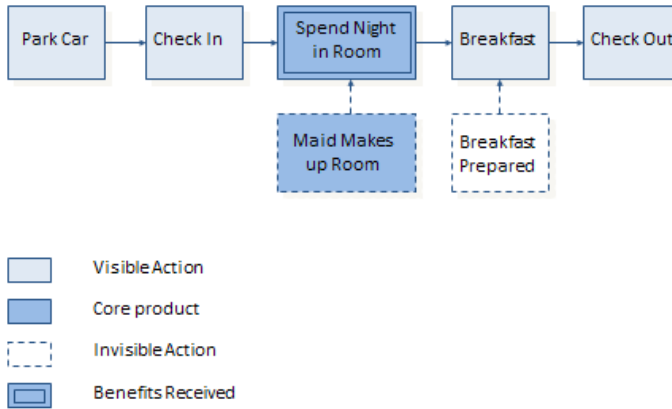 Park Car
Check In
Spend Night
in Room
Breakfast
Check Out
Maid Makes
up Room
Breakfast
Prepared
Visible Action
Core product
Invisible Action
Benefits Received